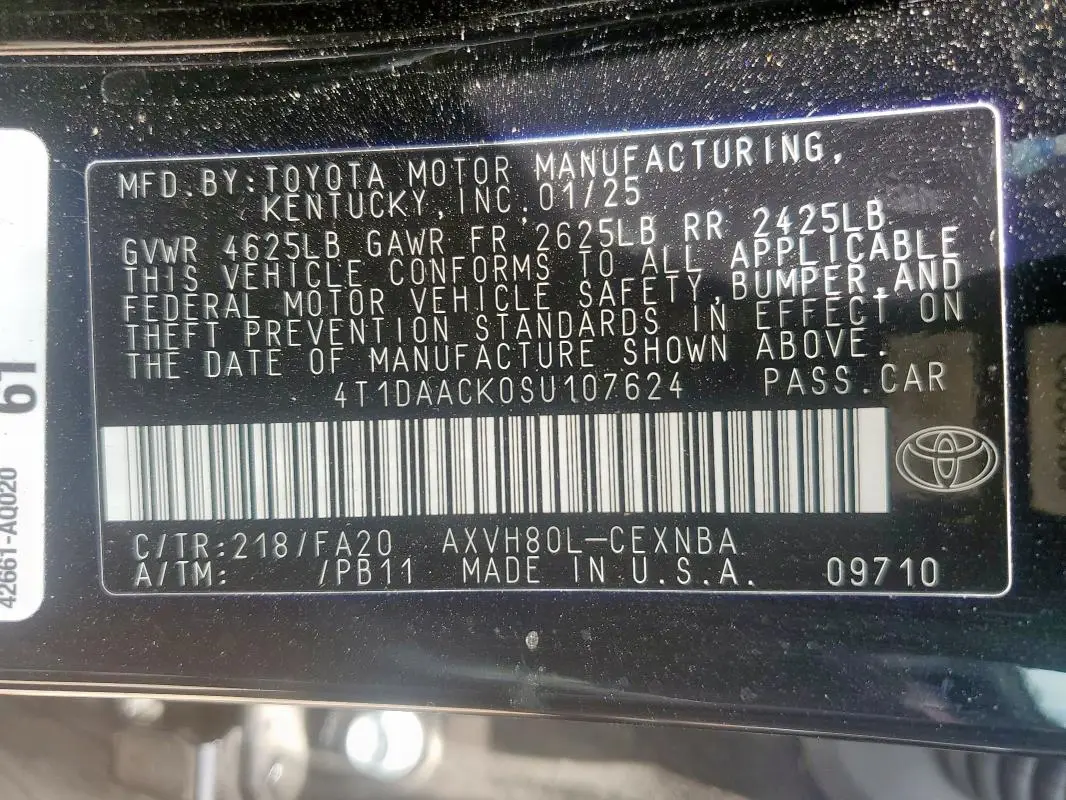 MFD.BY:TOYOTA MOTOR MANUFACTURING,
KENTUCKY, INC. 01/25
GVWR 4625LB GAWR FR 2625LB RR 2425LB
THIS VEHICLE CONFORMS TO ALL APPLICABLE
FEDERAL MOTOR VEHICLE SAFETY, BUMPER, AND
THEFT PREVENTION STANDARDS IN EFFECT ON
THE DATE OF MANUFACTURE SHOWN ABOVE.
4T1DAACK0SU107624 PASS.CAR
C/TR:218/FA20 AXVH80L-CEXNBA
A/TM: /PB11 MADE IN U.S.A. 09710
42661-AQ020
61